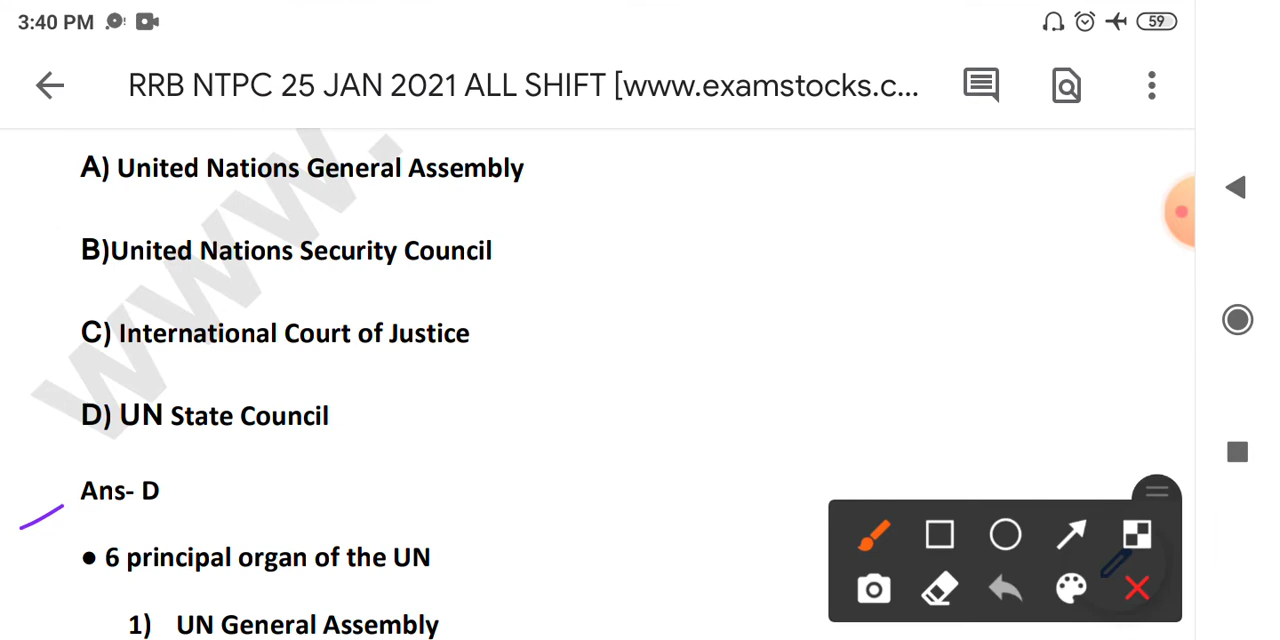 3:40 PM 59
RRB NTPC 25 JAN 2021 ALL SHIFT [www.examstocks.c...
www.
A) United Nations General Assembly
B)United Nations Security Council
C) International Court of Justice
D) UN State Council
Ans- D
• 6 principal organ of the UN
1) UN General Assembly